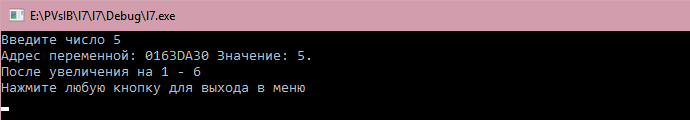 E:\PVsIB\l7\l7\Debug\l7.exe
Введите число 5
Адрес переменной: 0163DA30 Значение: 5.
После увеличения на 1 - 6
Нажмите любую кнопку для выхода в меню